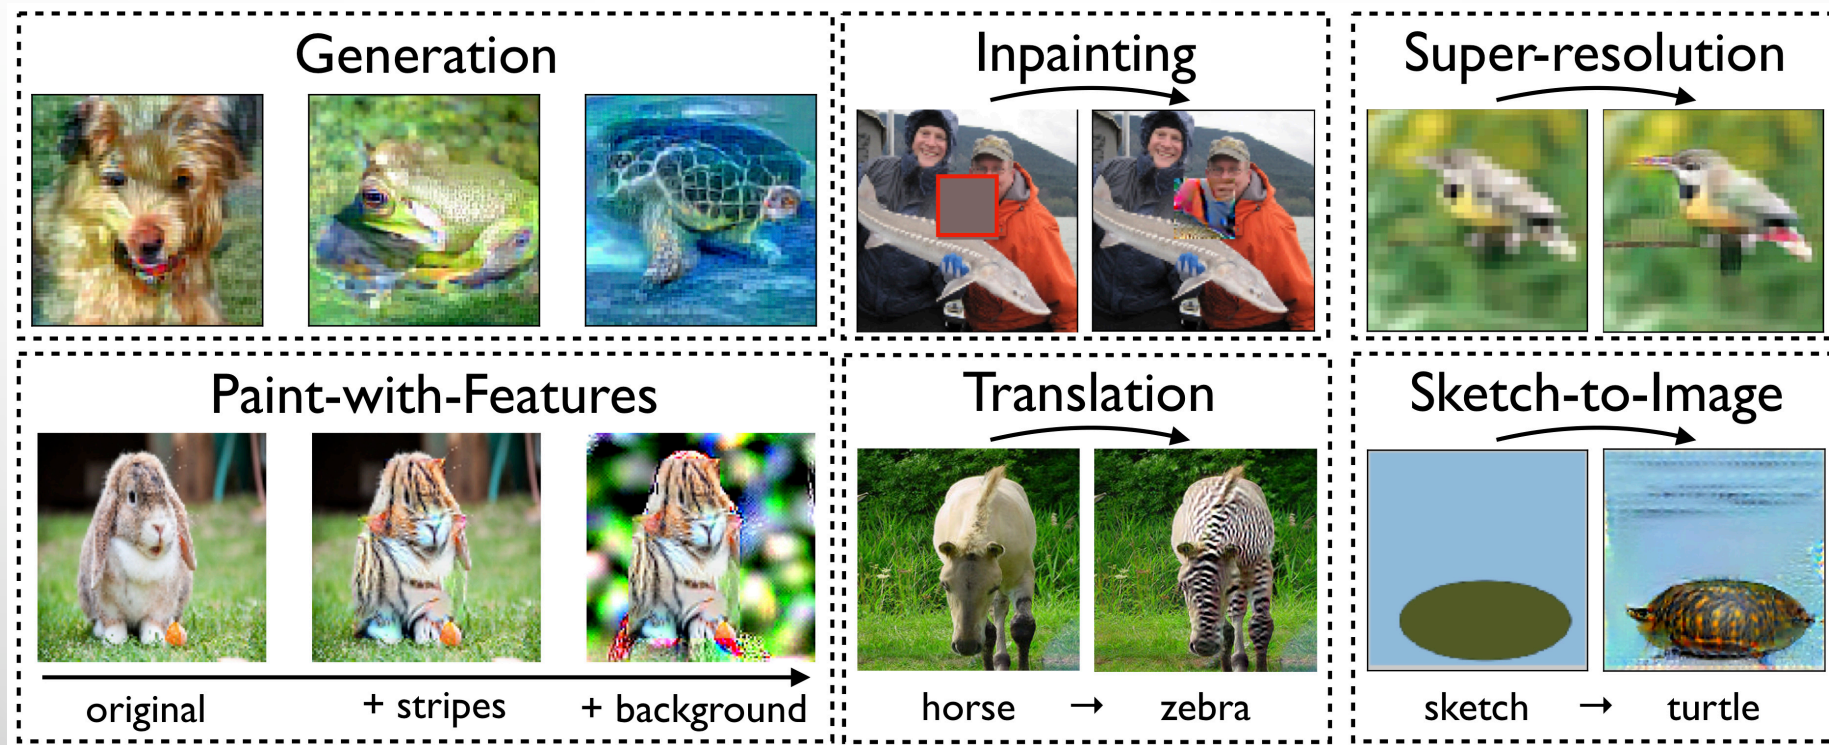 Generation
Inpainting
Super-resolution
Paint-with-Features
original
+ stripes
+ background
Translation
horse → zebra
Sketch-to-Image
sketch → turtle